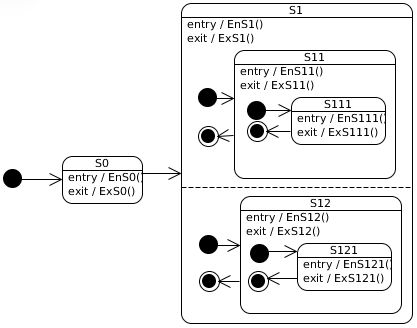 S1
entry / EnS1()
exit / ExS1()
S11
entry / EnS11()
exit / ExS11()
S111
entry / EnS111()
exit / ExS111()
S0
entry / EnS0()
exit / ExS0()
S12
entry / EnS12()
exit / ExS12()
S121
entry / EnS121()
exit / ExS121()